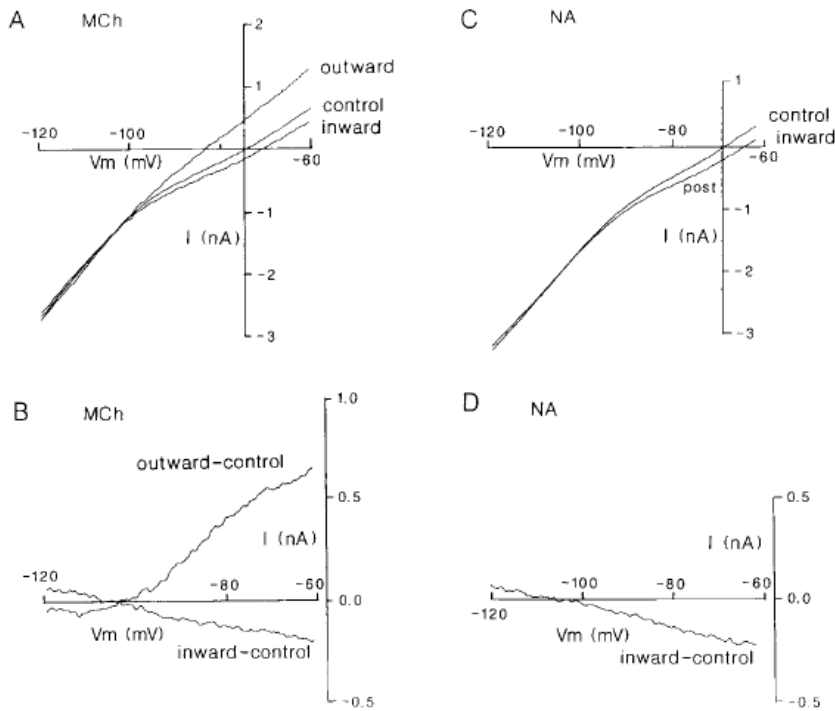 A
MCh
2
1
outward
control
inward
-120
-100
-60
Vm (mV)
-1
I (nA)
-2
-3
C
NA
1
control
inward
-120
-100
-80
-60
Vm (mV)
post
-1
I (nA)
-2
-3
B
MCh
1.0
outward-control
0.5
I (nA)
-120
-80
-60
0.0
Vm (mV)
inward-control
-0.5
D
NA
0.5
I (nA)
-100
-80
-60
0.0
-120
Vm (mV)
inward-control
-0.5